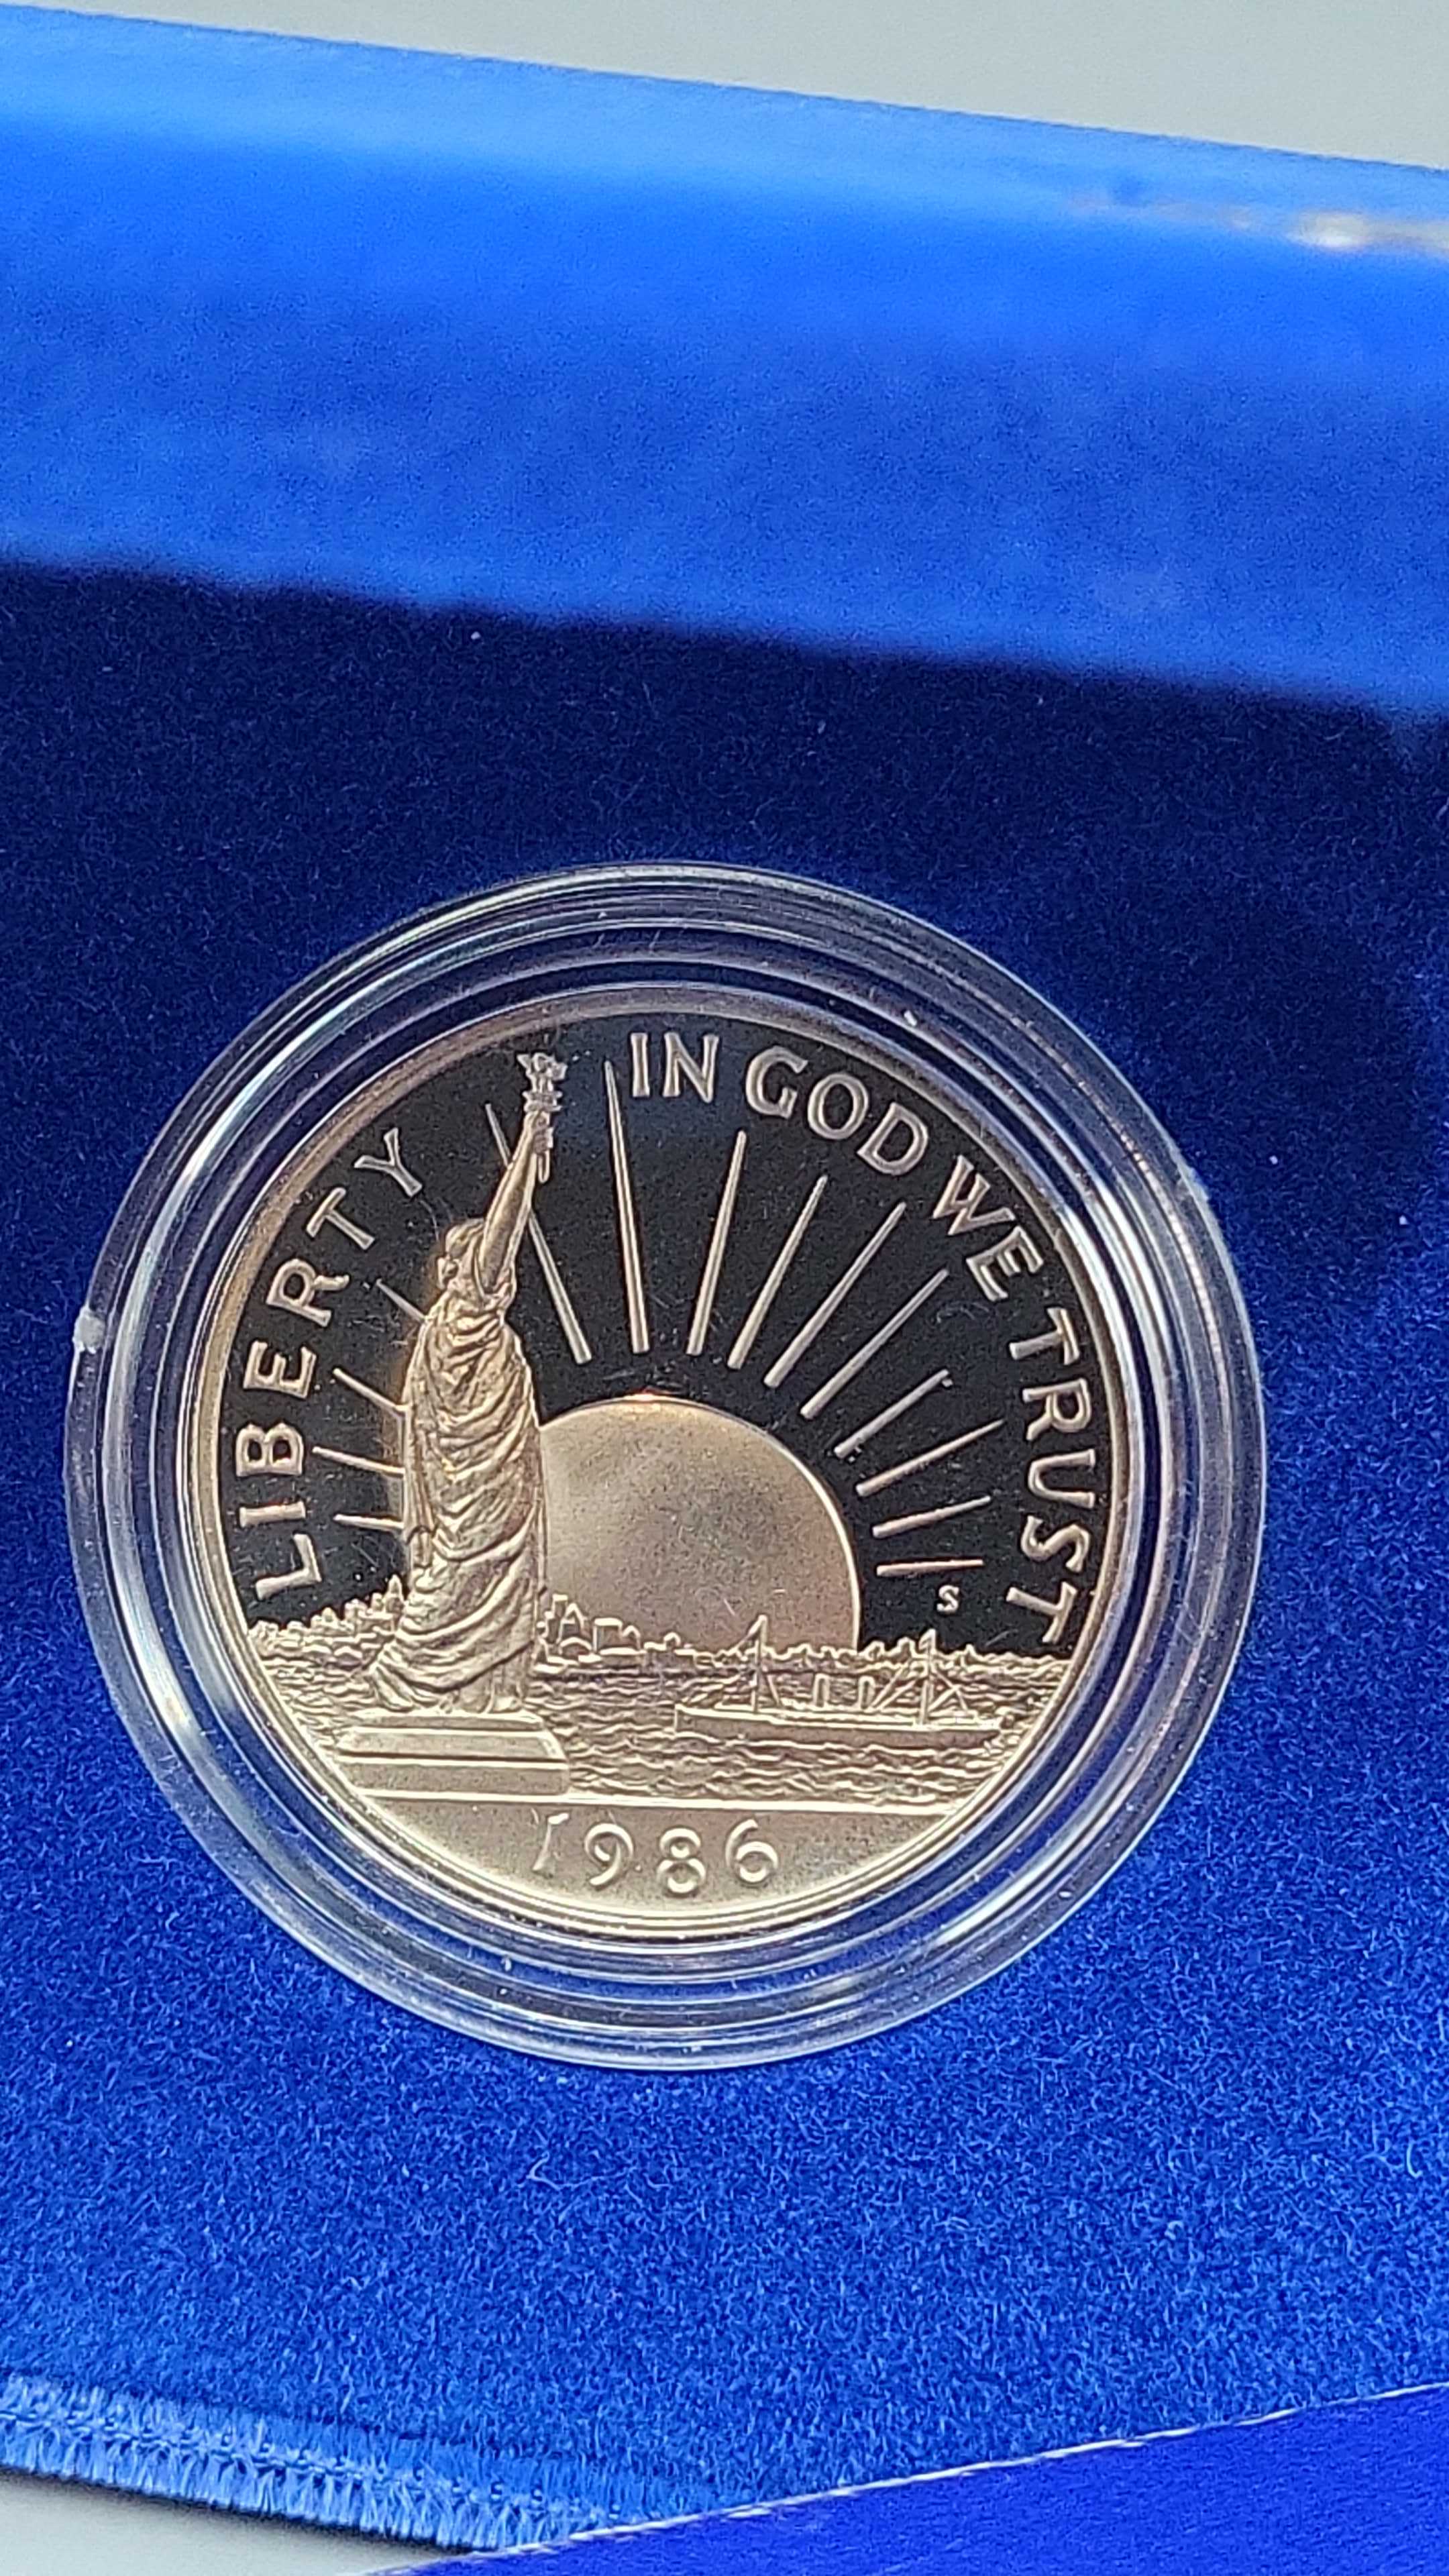 LIBERTY
IN GOD WE TRUST
S
1986